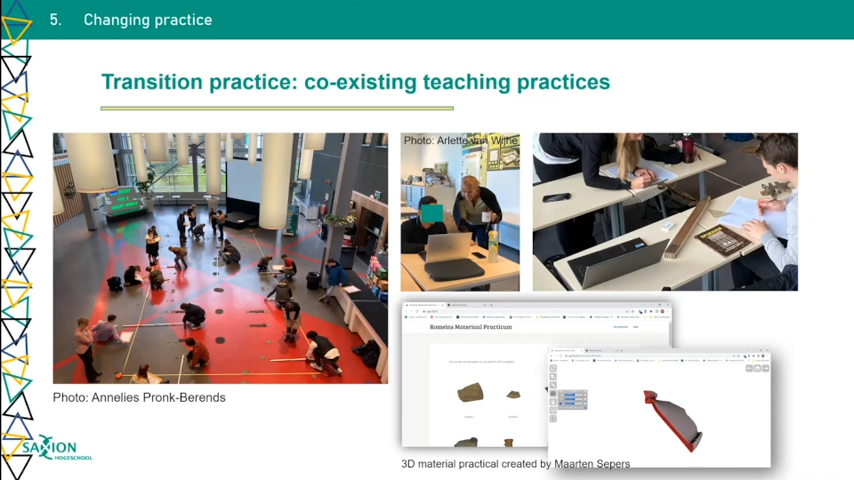 5. Changing practice
Transition practice: co-existing teaching practices
Photo: Arlette van Wijhe
Romeins Materiaal Practicum
Photo: Annelies Pronk-Berends
3D material practical created by Maarten Sepers
SAXION
HOGESCHOOL